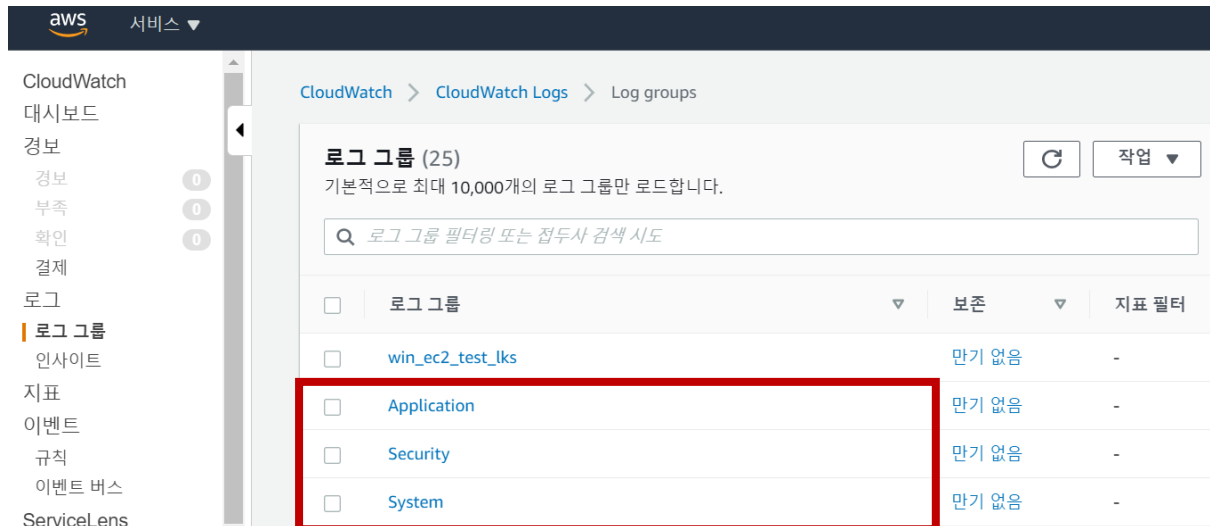 aws 서비스 ▼
CloudWatch
대시보드
경보
경보 0
부족 0
확인 0
결제
로그
로그 그룹
인사이트
지표
이벤트
규칙
이벤트 버스
ServiceLens
CloudWatch > CloudWatch Logs > Log groups
로그 그룹 (25)
작업 ▼
기본적으로 최대 10,000개의 로그 그룹만 로드합니다.
로그 그룹 필터링 또는 접두사 검색 시도
로그 그룹 보존 지표 필터
win_ec2_test_lks 만기 없음 -
Application 만기 없음 -
Security 만기 없음 -
System 만기 없음 -